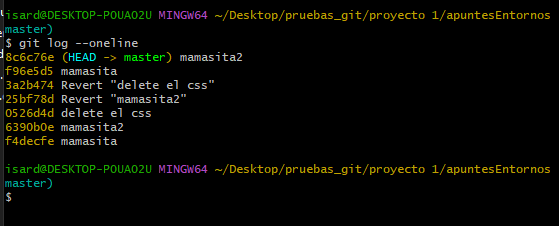 isard@DESKTOP-POUAO2U MINGW64 ~/Desktop/pruebas_git/proyecto 1/apuntesEntornos
master)
$ git log --oneline
8c6c76e (HEAD -> master) mamasita2
f96e5d5 mamasita
3a2b474 Revert "delete el css"
25bf78d Revert "mamasita2"
0526d4d delete el css
6390b0e mamasita2
f4decfe mamasita
isard@DESKTOP-POUAO2U MINGW64 ~/Desktop/pruebas_git/proyecto 1/apuntesEntornos
master)
$